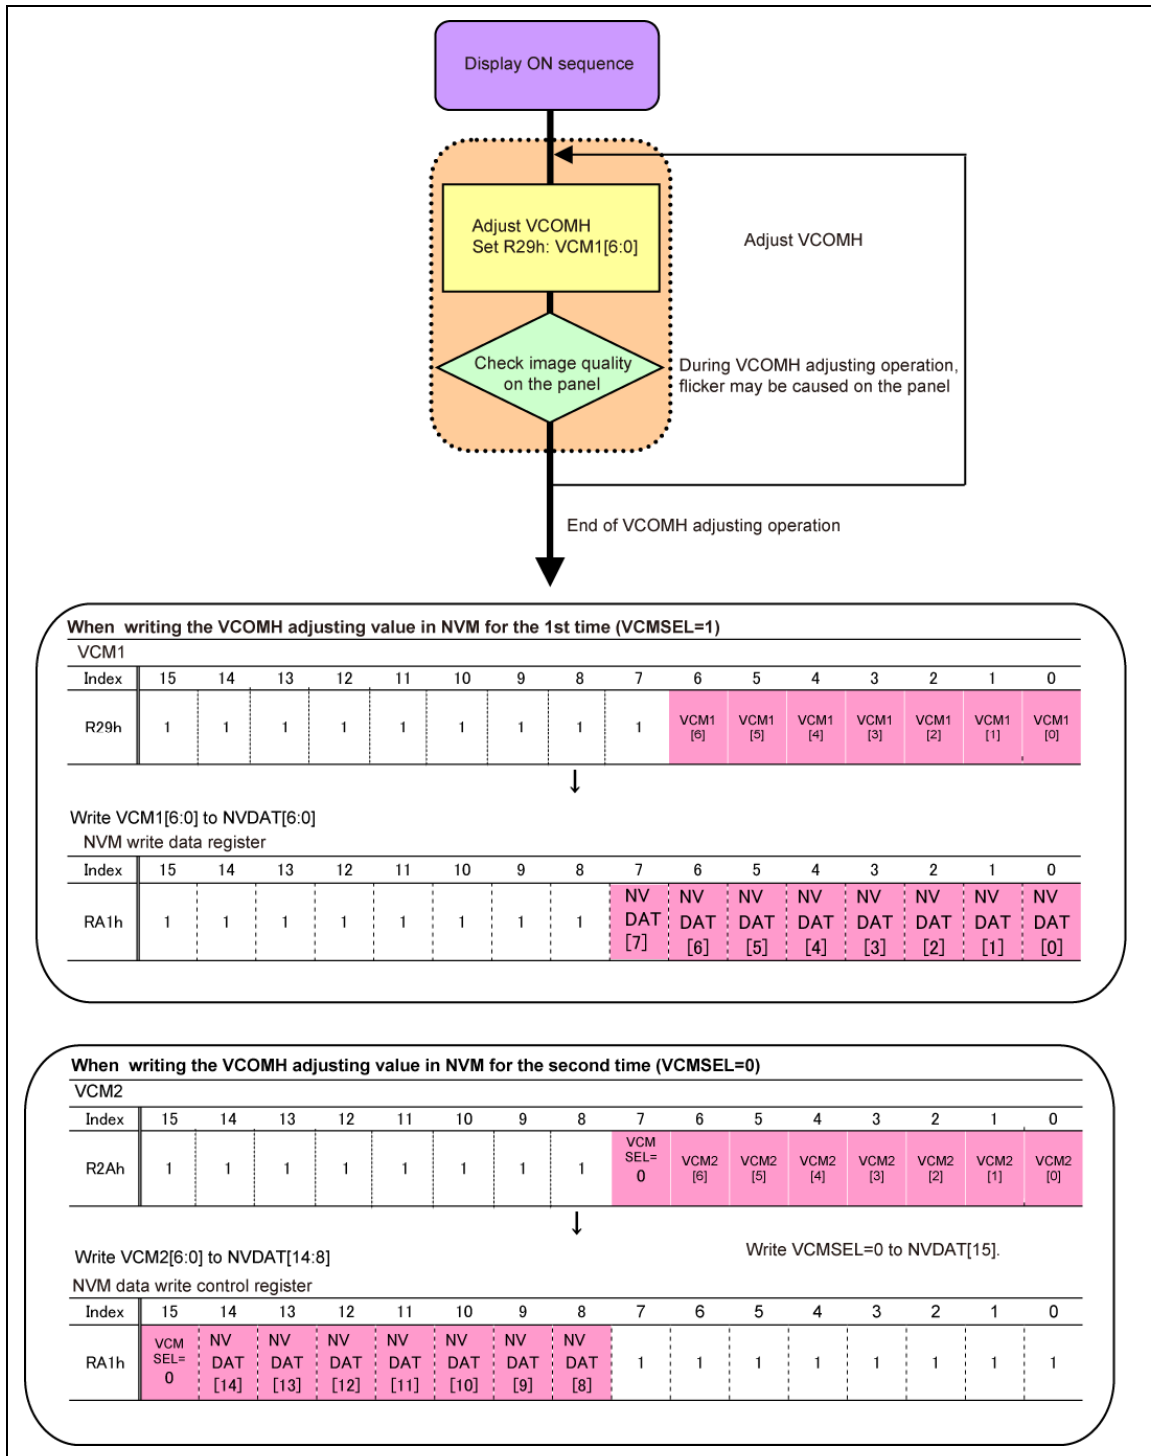 Display ON sequence
Adjust VCOMH
Set R29h: VCM1[6:0]
Adjust VCOMH
Check image quality
on the panel
During VCOMH adjusting operation,
flicker may be caused on the panel
End of VCOMH adjusting operation
When writing the VCOMH adjusting value in NVM for the 1st time (VCMSEL=1)
VCM1
Index 15 14 13 12 11 10 9 8 7 6 5 4 3 2 1 0
R29h 1 1 1 1 1 1 1 1 1 VCM1 [6] VCM1 [5] VCM1 [4] VCM1 [3] VCM1 [2] VCM1 [1] VCM1 [0]
↓
Write VCM1[6:0] to NVDAT[6:0]
NVM write data register
Index 15 14 13 12 11 10 9 8 7 6 5 4 3 2 1 0
RA1h 1 1 1 1 1 1 1 1 NV DAT [7] NV DAT [6] NV DAT [5] NV DAT [4] NV DAT [3] NV DAT [2] NV DAT [1] NV DAT [0]
When writing the VCOMH adjusting value in NVM for the second time (VCMSEL=0)
VCM2
Index 15 14 13 12 11 10 9 8 7 6 5 4 3 2 1 0
R2Ah 1 1 1 1 1 1 1 1 VCM SEL= 0 VCM2 [6] VCM2 [5] VCM2 [4] VCM2 [3] VCM2 [2] VCM2 [1] VCM2 [0]
↓
Write VCM2[6:0] to NVDAT[14:8]
Write VCMSEL=0 to NVDAT[15].
NVM data write control register
Index 15 14 13 12 11 10 9 8 7 6 5 4 3 2 1 0
RA1h VCM SEL= 0 NV DAT [14] NV DAT [13] NV DAT [12] NV DAT [11] NV DAT [10] NV DAT [9] NV DAT [8] 1 1 1 1 1 1 1 1